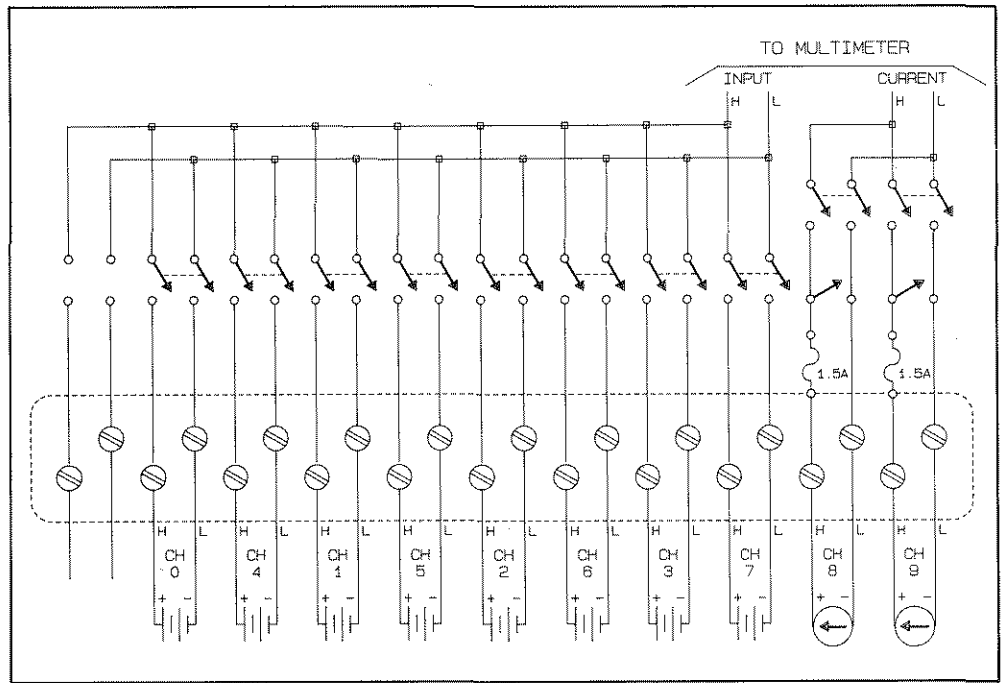 TO MULTIMETER
INPUT CURRENT
H L H L
1.5A 1.5A
H L H L H L H L H L H L H L H L H L H L
CH CH CH CH CH CH CH CH CH CH
0 4 1 5 2 6 3 7 8 9
+ - + - + - + - + - + - + - + - + - + -